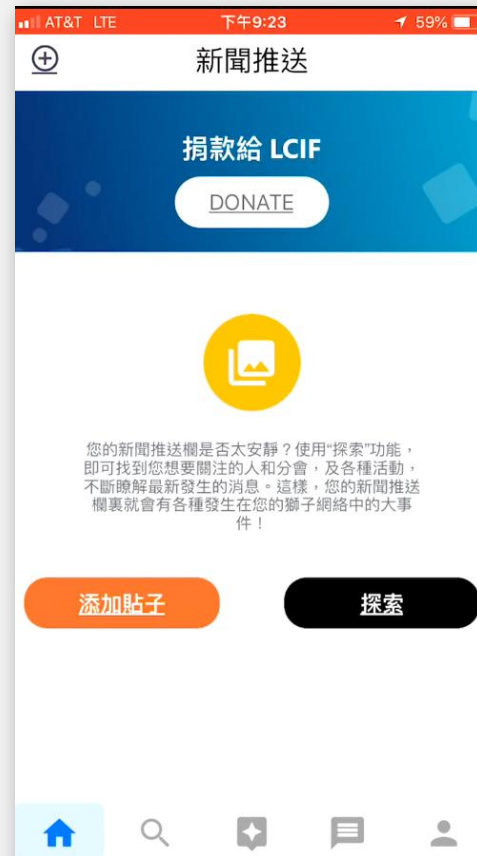 AT&T LTE 下午9:23 59%
新聞推送
捐款給 LCIF
DONATE
您的新聞推送欄是否太安靜？使用“探索”功能，
即可找到您想要關注的人和分會，及各種活動，
不斷瞭解最新發生的消息。這樣，您的新聞推送
欄裏就會有各種發生在您的獅子網絡中的大事
件！
添加貼子 探索